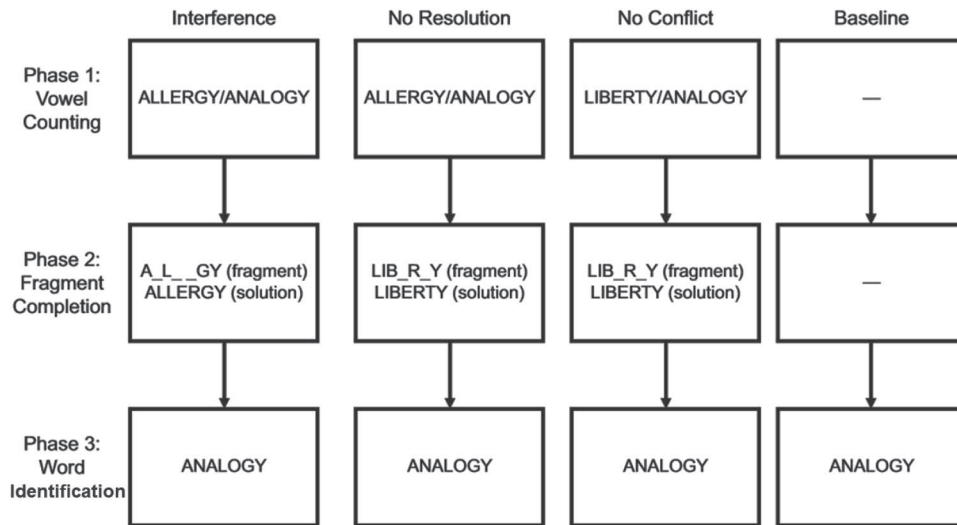 Interference No Resolution No Conflict Baseline
Phase 1:
Vowel
Counting
ALLERGY/ANALOGY ALLERGY/ANALOGY LIBERTY/ANALOGY —
Phase 2:
Fragment
Completion
A_L_ _GY (fragment) LIB_R_Y (fragment) LIB_R_Y (fragment) —
ALLERGY (solution) LIBERTY (solution) LIBERTY (solution)
Phase 3:
Word
Identification
ANALOGY ANALOGY ANALOGY ANALOGY